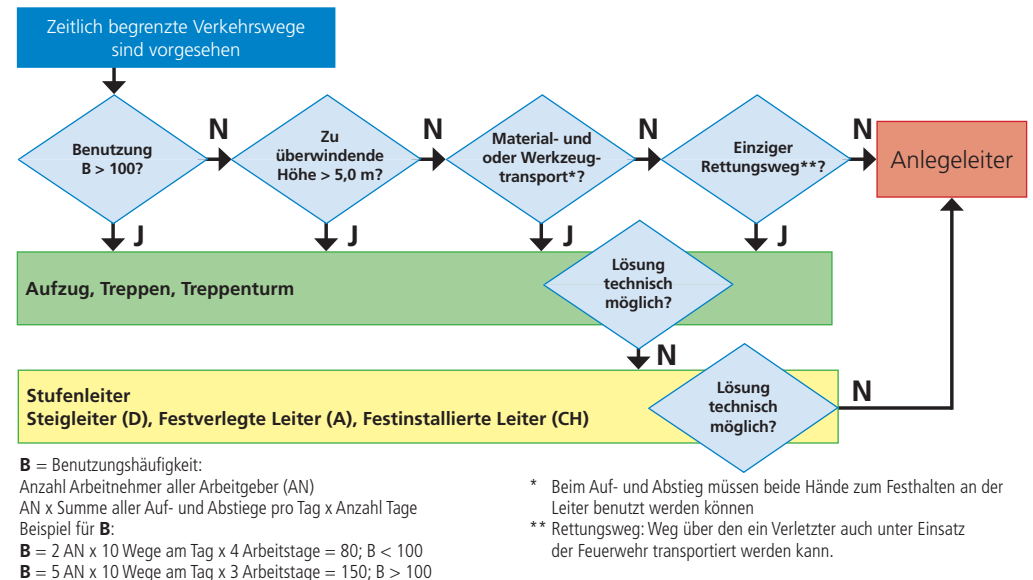 Zeitlich begrenzte Verkehrswege
sind vorgesehen
Benutzung
B > 100?
N
Zu
überwindende
Höhe > 5,0 m?
N
Material- und
oder Werkzeug-
transport*?
N
Einziger
Rettungsweg**?
N
Anlegeleiter
J
J
J
J
Aufzug, Treppen, Treppenturm
Lösung
technisch
möglich?
N
Stufenleiter
Steigleiter (D), Festverlegte Leiter (A), Festinstallierte Leiter (CH)
Lösung
technisch
möglich?
N
B = Benutzungshäufigkeit:
Anzahl Arbeitnehmer aller Arbeitgeber (AN)
AN x Summe aller Auf- und Abstiege pro Tag x Anzahl Tage
Beispiel für B:
B = 2 AN x 10 Wege am Tag x 4 Arbeitstage = 80; B < 100
B = 5 AN x 10 Wege am Tag x 3 Arbeitstage = 150; B > 100
* Beim Auf- und Abstieg müssen beide Hände zum Festhalten an der
Leiter benutzt werden können
** Rettungsweg: Weg über den ein Verletzter auch unter Einsatz
der Feuerwehr transportiert werden kann.